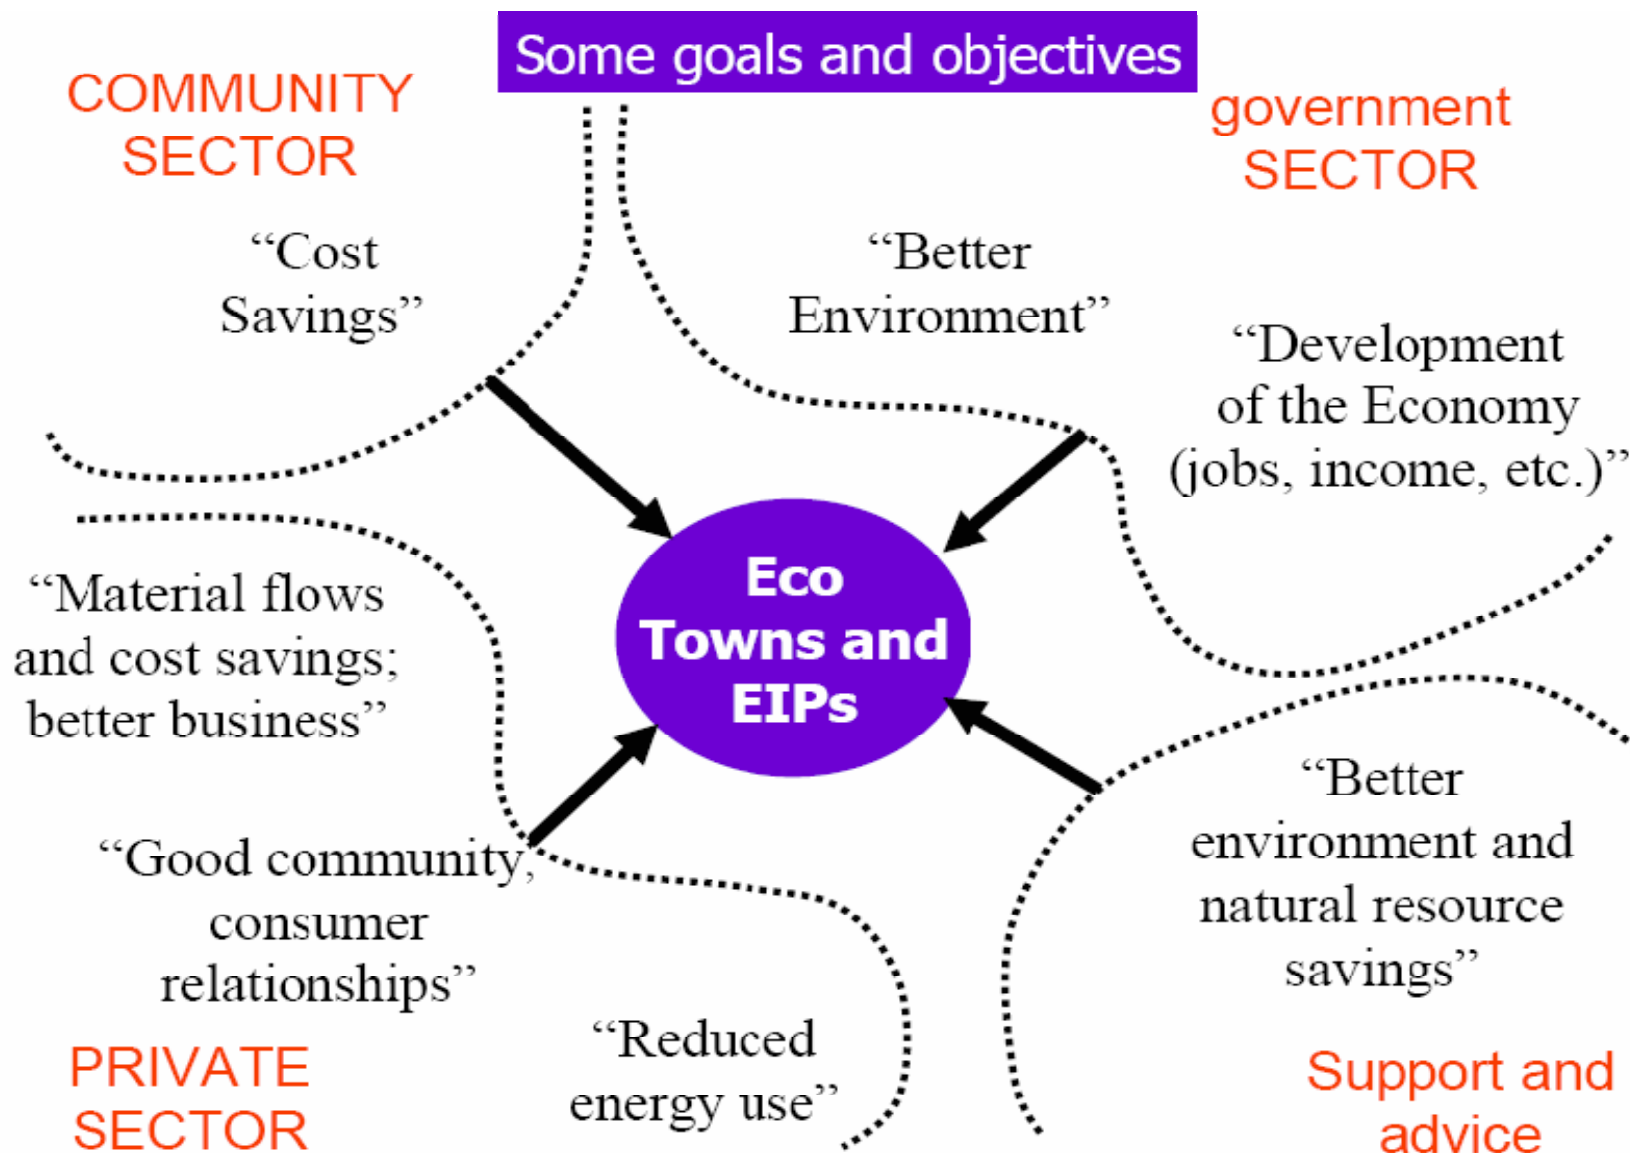 Some goals and objectives
COMMUNITY
SECTOR
government
SECTOR
“Cost
Savings”
“Better
Environment”
“Development
of the Economy
(jobs, income, etc.)”
Eco
Towns and
EIPs
“Material flows
and cost savings;
better business”
“Good community,
consumer
relationships”
“Reduced
energy use”
“Better
environment and
natural resource
savings”
PRIVATE
SECTOR
Support and
advice